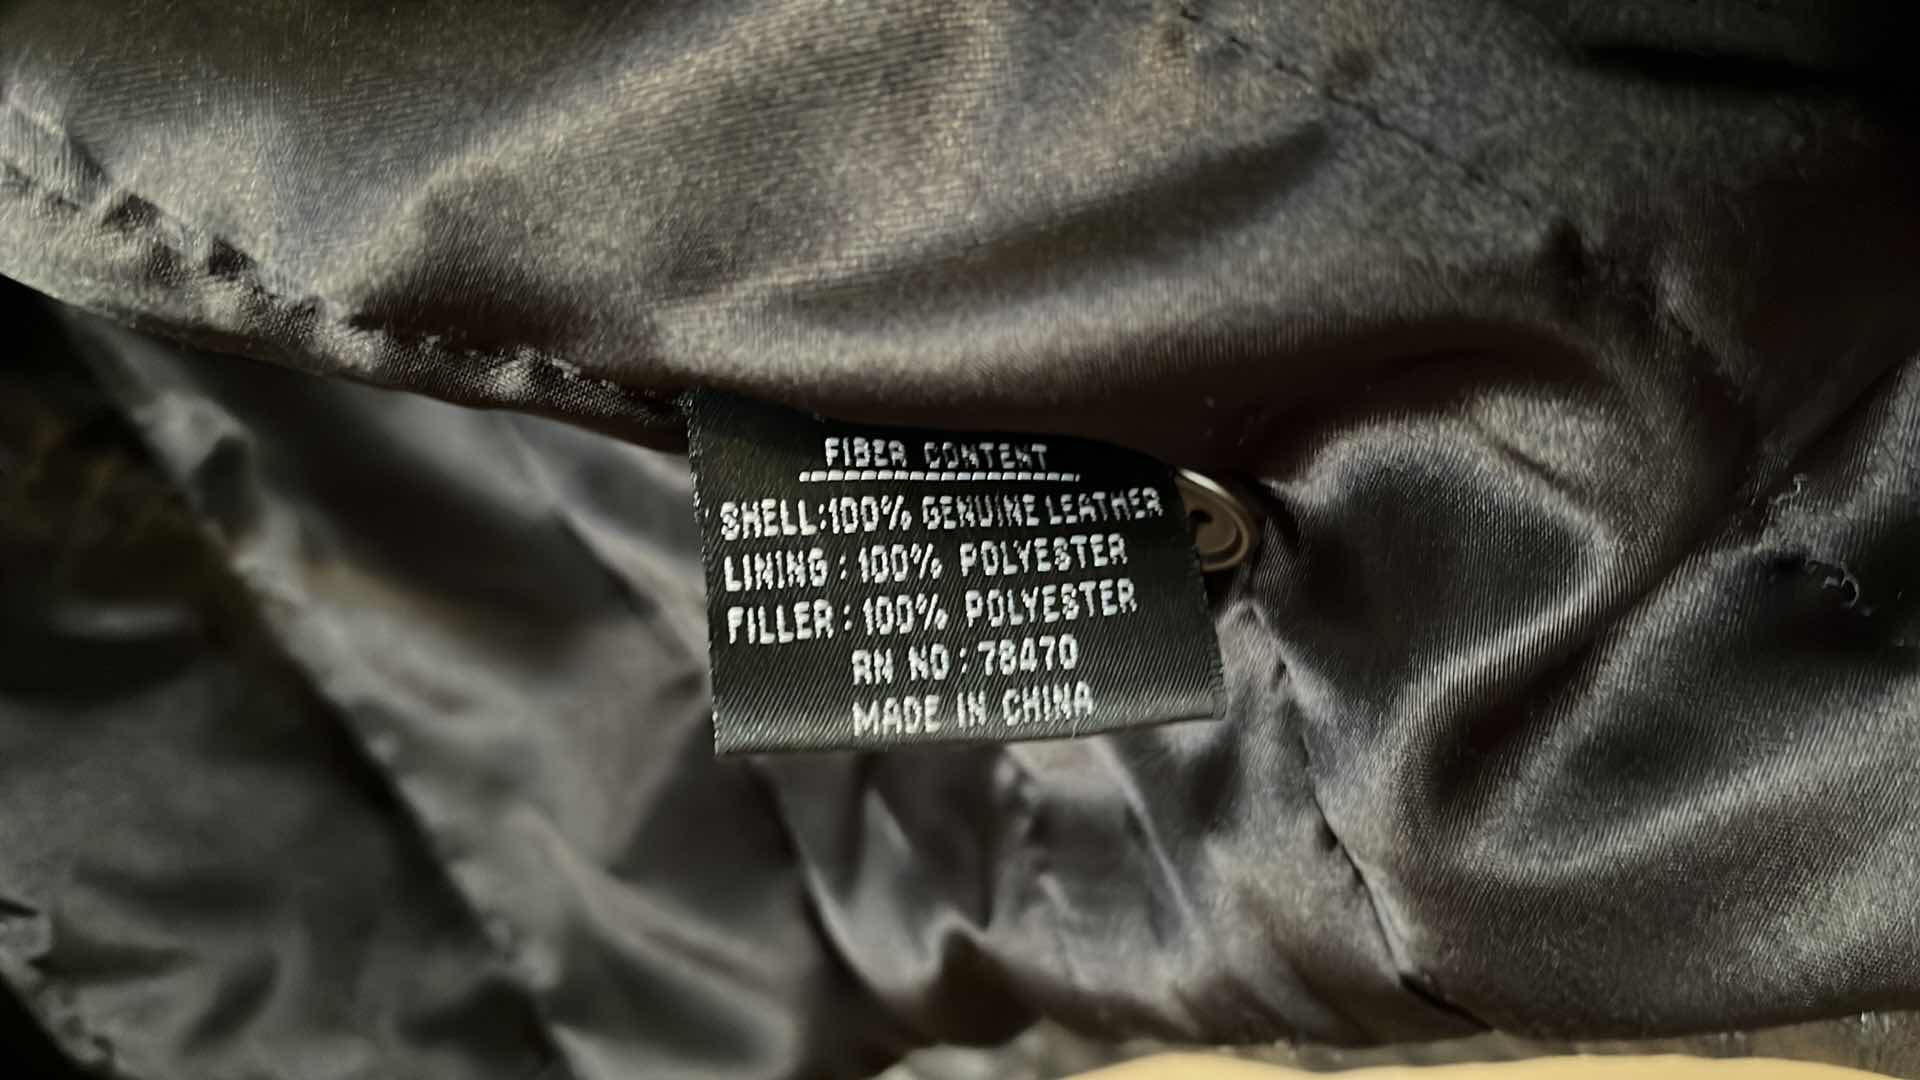 FIBER CONTENT
SHELL:100% GENUINE LEATHER
LINING : 100% POLYESTER
FILLER : 100% POLYESTER
RN NO : 78470
MADE IN CHINA